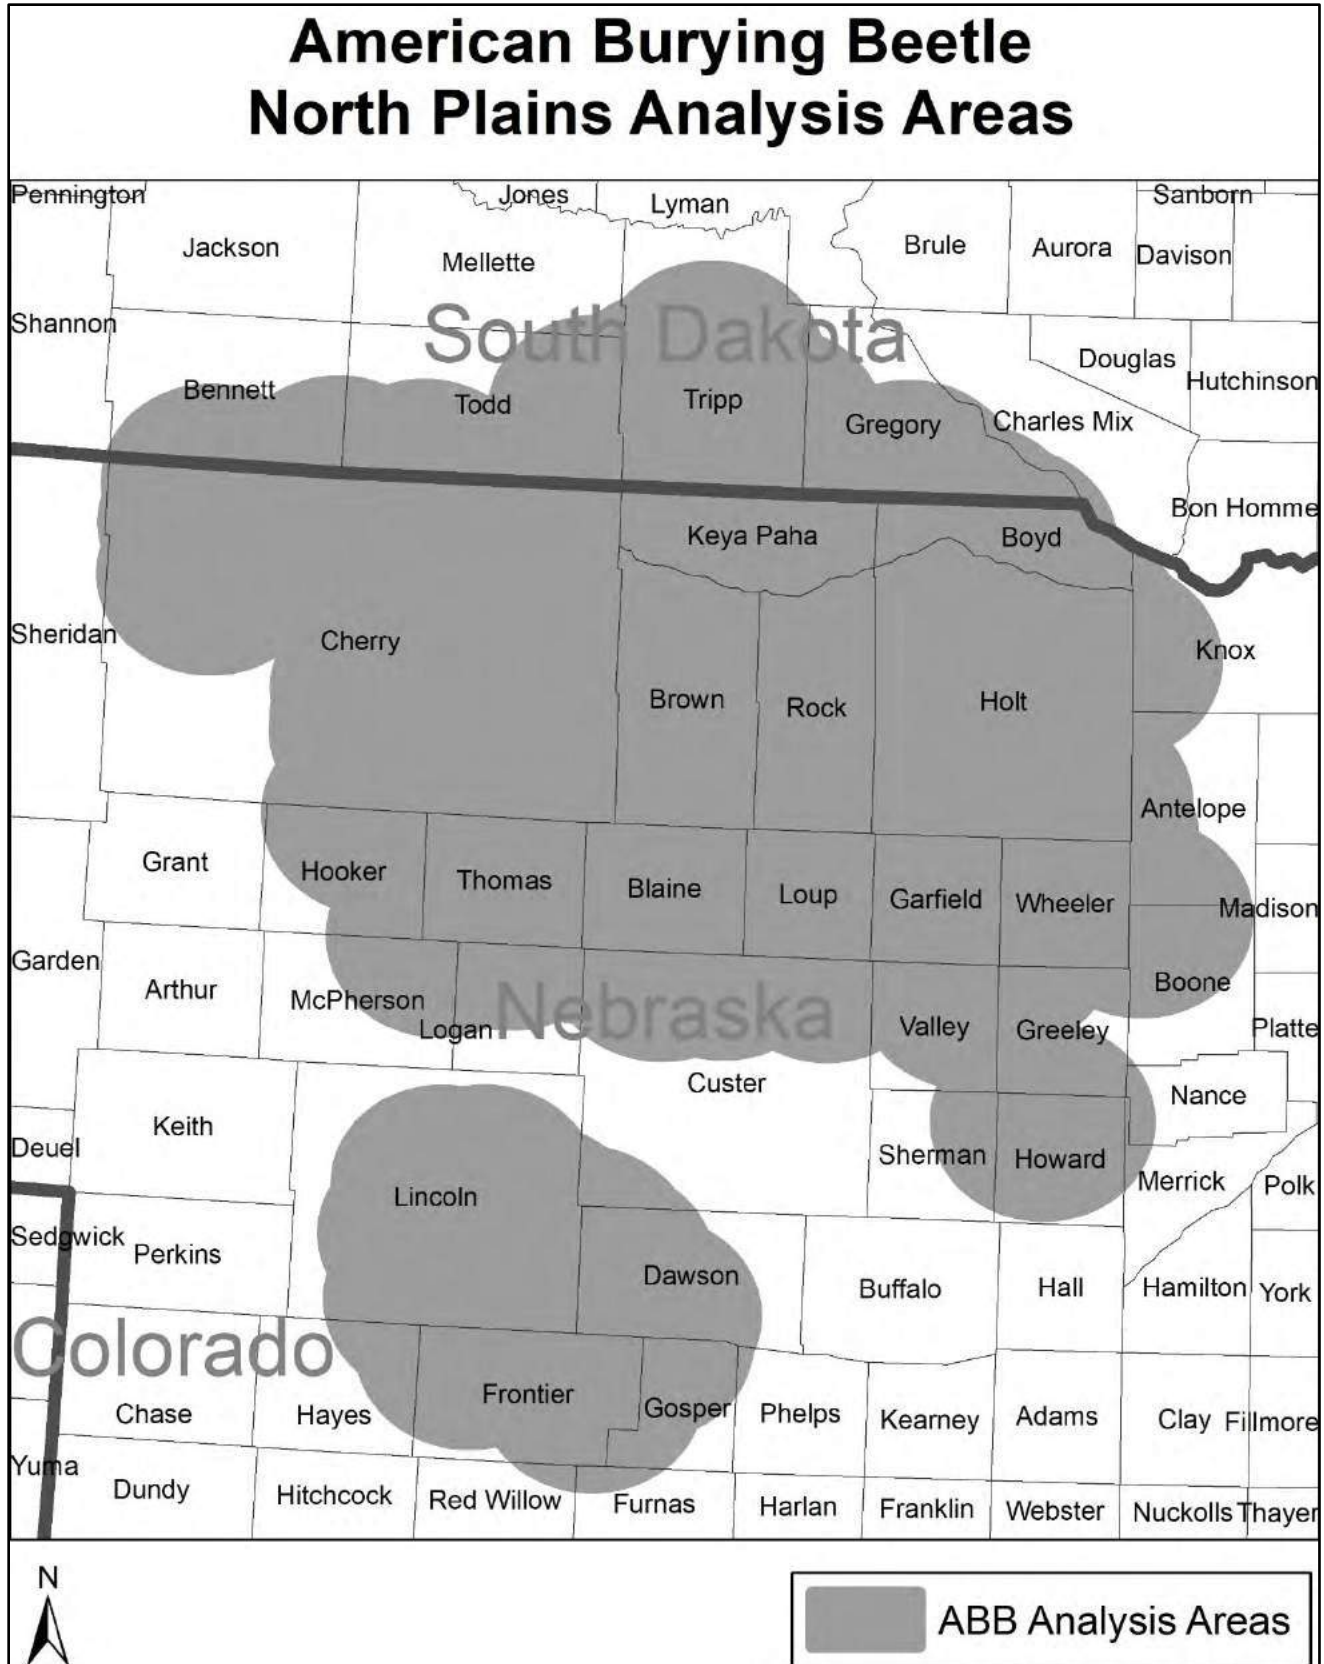 American Burying Beetle
North Plains Analysis Areas
Pennington
Jones
Lyman
Sanborn
Jackson
Mellette
Brule
Aurora
Davison
Shannon
South Dakota
Douglas
Hutchinson
Bennett
Todd
Tripp
Gregory
Charles Mix
Bon Homme
Keya Paha
Boyd
Sheridan
Cherry
Knox
Brown
Rock
Holt
Antelope
Grant
Hooker
Thomas
Blaine
Loup
Garfield
Wheeler
Madison
Garden
Arthur
McPherson
Logan
Nebraska
Valley
Greeley
Boone
Platte
Custer
Nance
Keith
Deuel
Lincoln
Sherman
Howard
Merrick
Polk
Sedgwick
Perkins
Dawson
Buffalo
Hall
Hamilton
York
Colorado
Chase
Hayes
Frontier
Gosper
Phelps
Kearney
Adams
Clay
Fillmore
Yuma
Dundy
Hitchcock
Red Willow
Furnas
Harlan
Franklin
Webster
Nuckolls
Thayer
N
ABB Analysis Areas